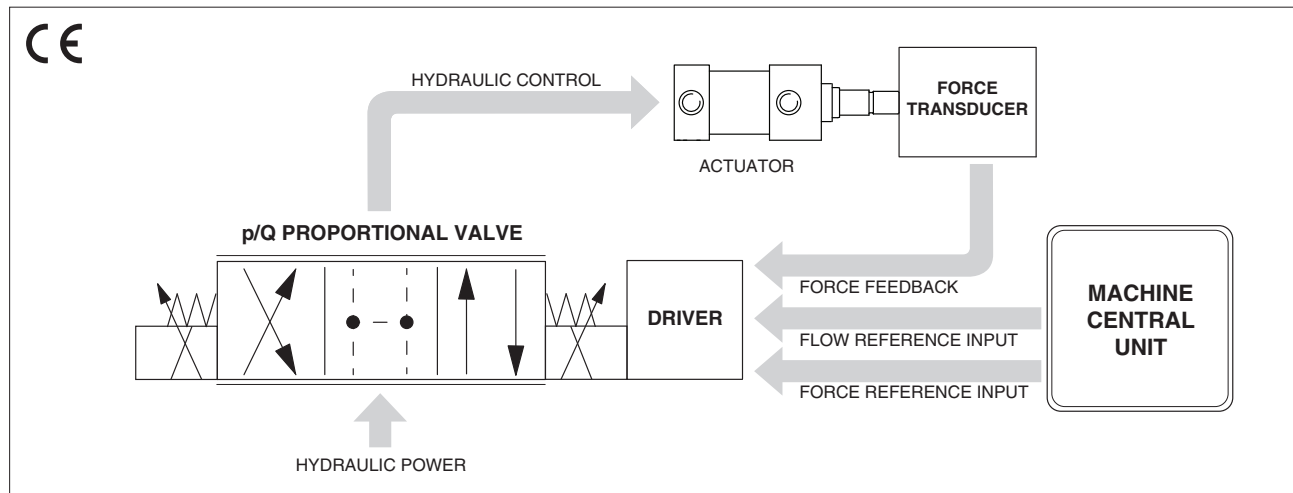 CE
HYDRAULIC CONTROL
FORCE
TRANSDUCER
ACTUATOR
p/Q PROPORTIONAL VALVE
DRIVER
FORCE FEEDBACK
FLOW REFERENCE INPUT
FORCE REFERENCE INPUT
MACHINE
CENTRAL
UNIT
HYDRAULIC POWER